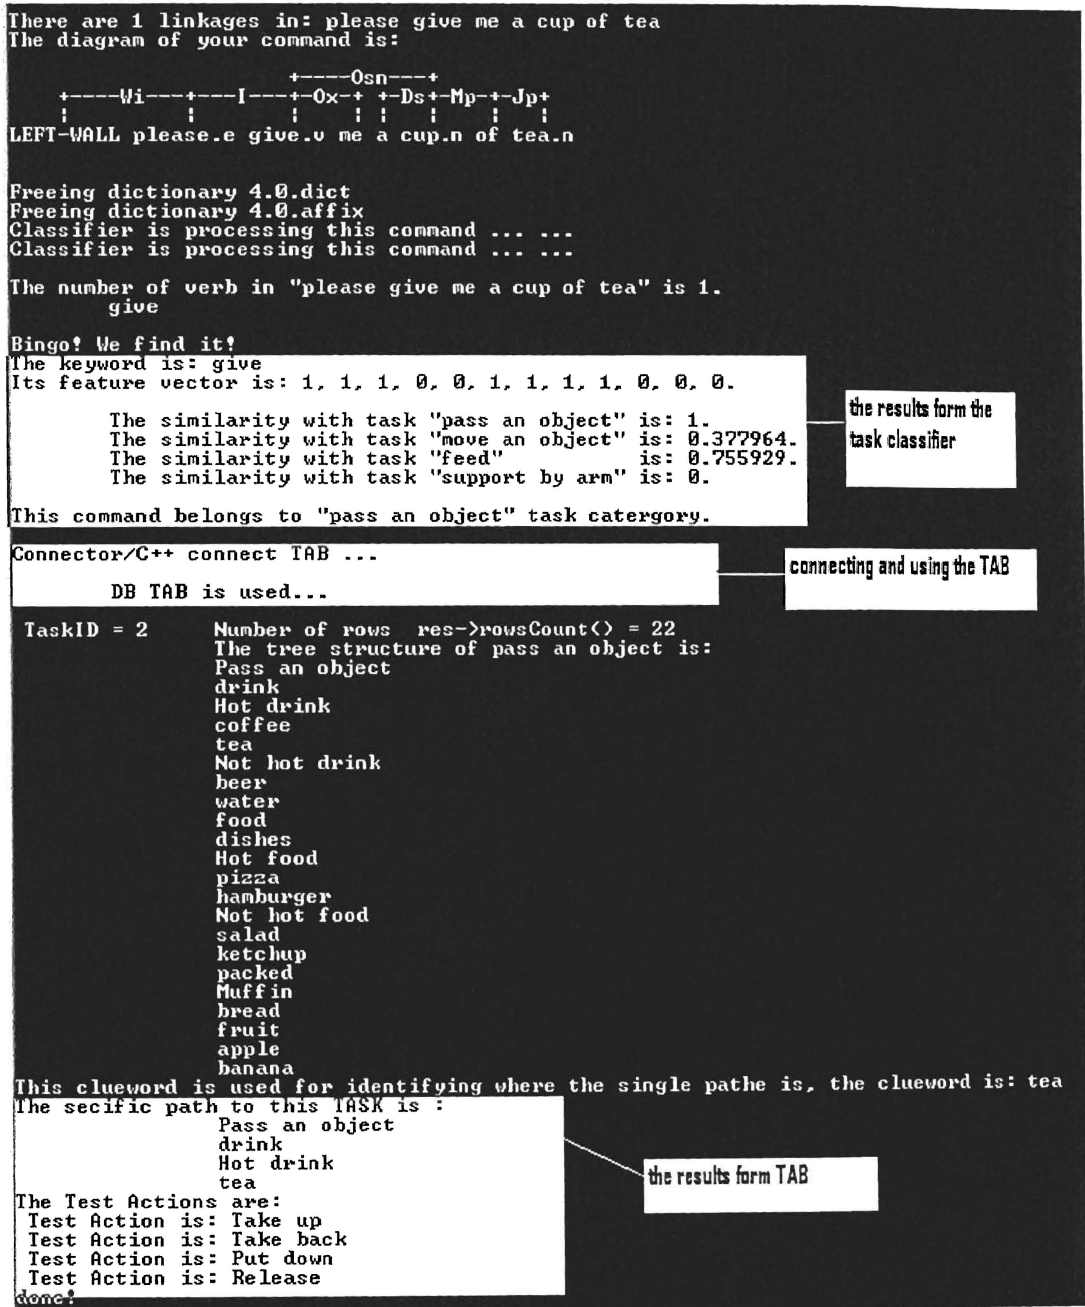 There are 1 linkages in: please give me a cup of tea
The diagram of your command is:
+----Osn---+
+----Wi---+---I---+-Ox-+ +-Ds+-Mp-+-Jp+
LEFT-WALL please.e give.v me a cup.n of tea.n
Freeing dictionary 4.0.dict
Freeing dictionary 4.0.affix
Classifier is processing this command ... ...
Classifier is processing this command ... ...
The number of verb in "please give me a cup of tea" is 1.
give
Bingo! We find it!
The keyword is: give
Its feature vector is: 1, 1, 1, 0, 0, 1, 1, 1, 1, 0, 0, 0.
The similarity with task "pass an object" is: 1.
The similarity with task "move an object" is: 0.377964.
The similarity with task "feed" is: 0.755929.
The similarity with task "support by arm" is: 0.
This command belongs to "pass an object" task catergory.
the results form the
task classifier
Connector/C++ connect TAB ...
DB TAB is used...
connecting and using the TAB
TaskID = 2 Number of rows res->rowsCount() = 22
The tree structure of pass an object is:
Pass an object
drink
Hot drink
coffee
tea
Not hot drink
beer
water
food
dishes
Hot food
pizza
hamburger
Not hot food
salad
ketchup
packed
Muffin
bread
fruit
apple
banana
This clueword is used for identifying where the single pathe is, the clueword is: tea
The secific path to this TASK is :
Pass an object
drink
Hot drink
tea
the results form TAB
The Test Actions are:
Test Action is: Take up
Test Action is: Take back
Test Action is: Put down
Test Action is: Release
done!